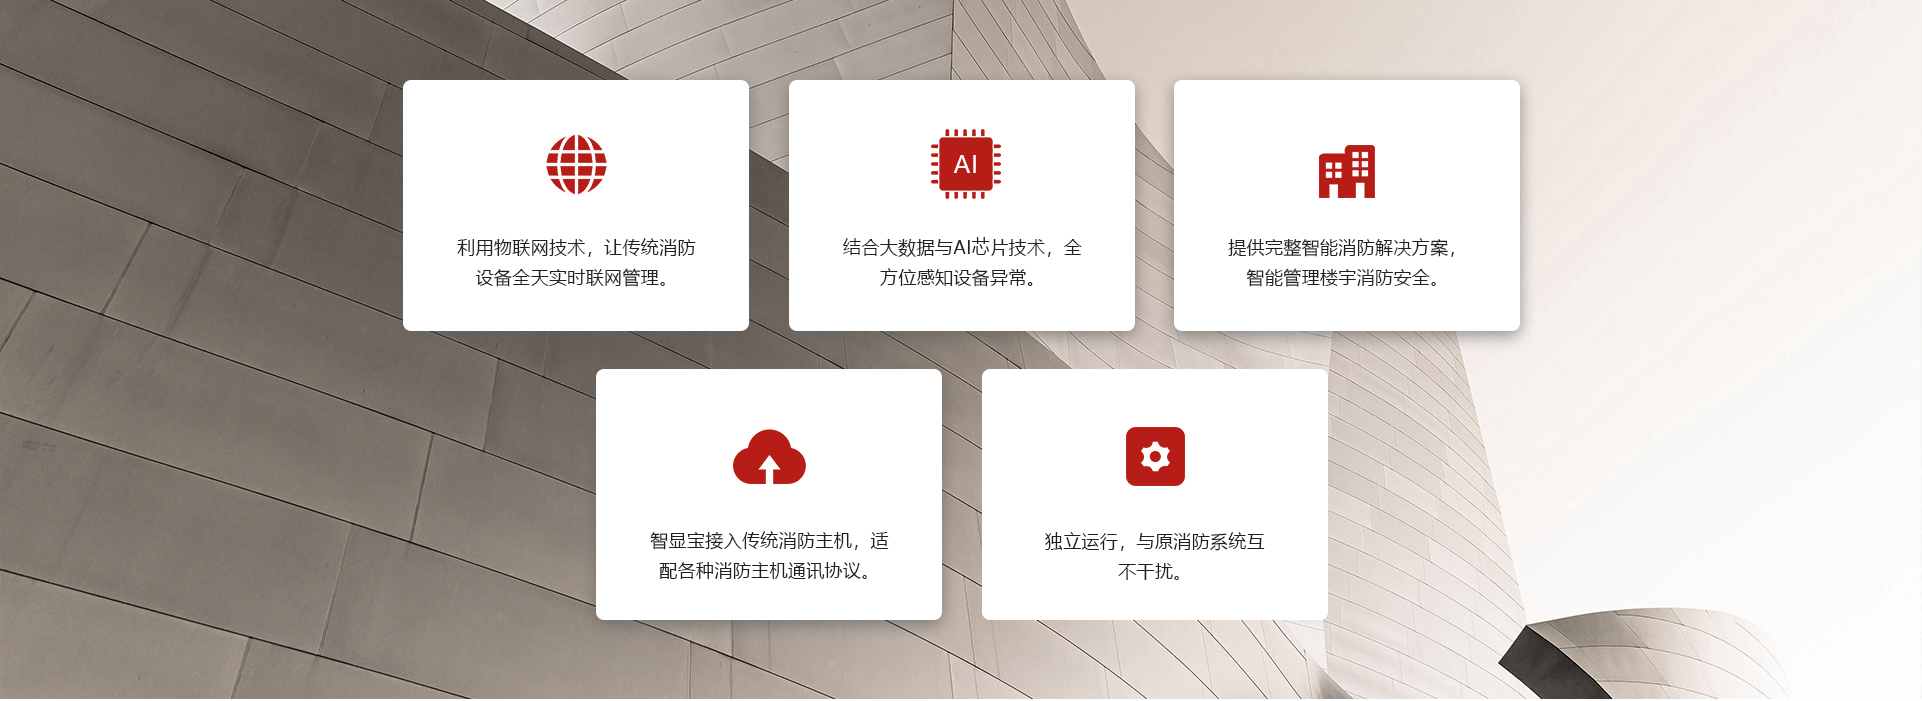 利用物联网技术，让传统消防
设备全天实时联网管理。
AI
结合大数据与AI芯片技术，全
方位感知设备异常。
提供完整智能消防解决方案，
智能管理楼宇消防安全。
智显宝接入传统消防主机，适
配各种消防主机通讯协议。
独立运行，与原消防系统互
不干扰。